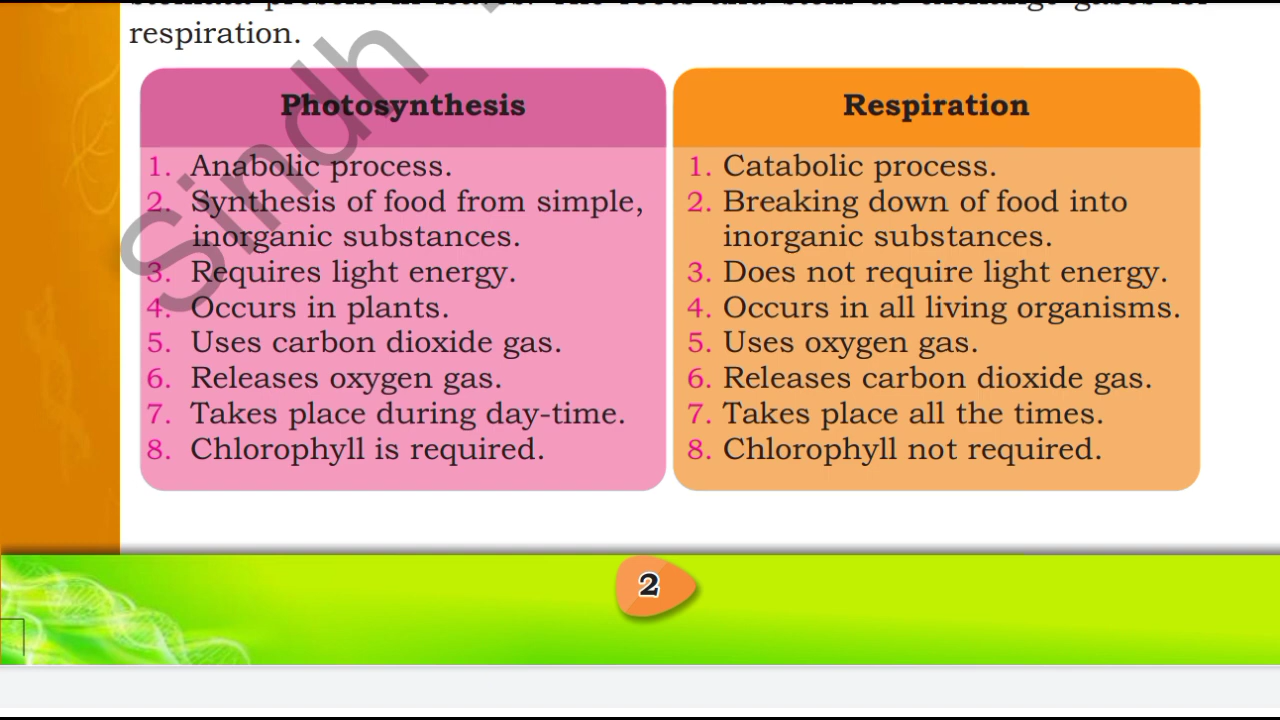 respiration.
Photosynthesis
1. Anabolic process.
2. Synthesis of food from simple,
inorganic substances.
3. Requires light energy.
4. Occurs in plants.
5. Uses carbon dioxide gas.
6. Releases oxygen gas.
7. Takes place during day-time.
8. Chlorophyll is required.
Respiration
1. Catabolic process.
2. Breaking down of food into
inorganic substances.
3. Does not require light energy.
4. Occurs in all living organisms.
5. Uses oxygen gas.
6. Releases carbon dioxide gas.
7. Takes place all the times.
8. Chlorophyll not required.
Sindh
2